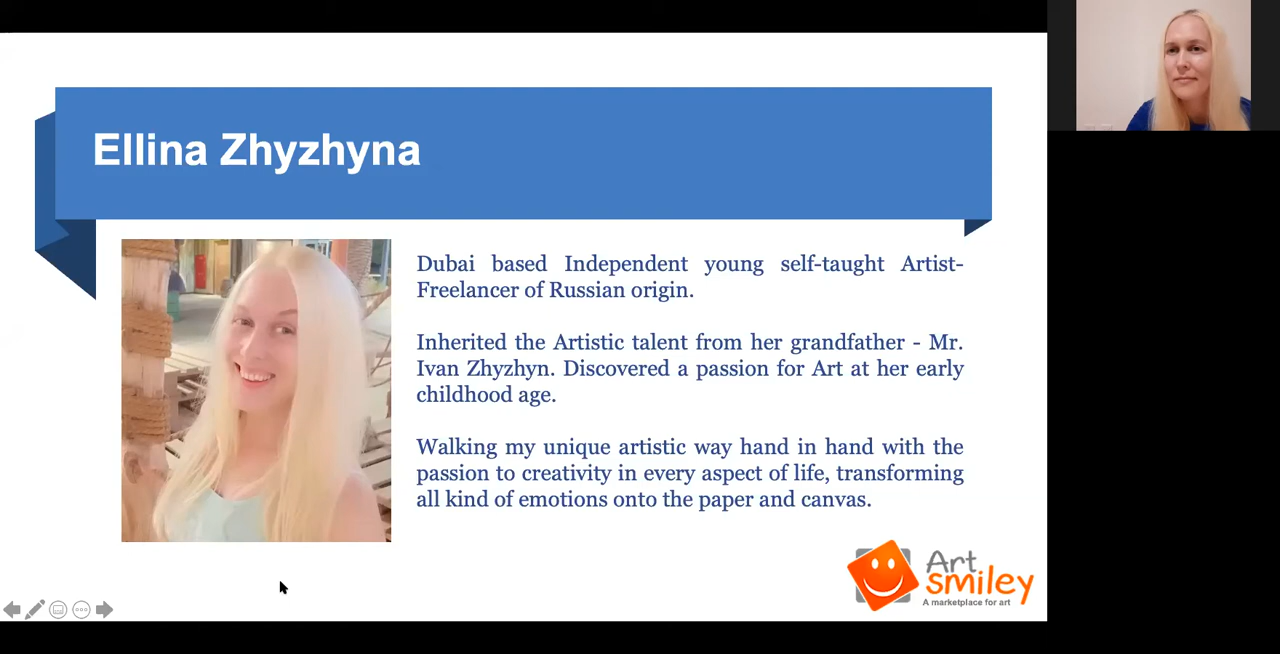 Ellina Zhyzhyna
Dubai based Independent young self-taught Artist-
Freelancer of Russian origin.
Inherited the Artistic talent from her grandfather - Mr.
Ivan Zhyzhyn. Discovered a passion for Art at her early
childhood age.
Walking my unique artistic way hand in hand with the
passion to creativity in every aspect of life, transforming
all kind of emotions onto the paper and canvas.
Art
smiley
A marketplace for art